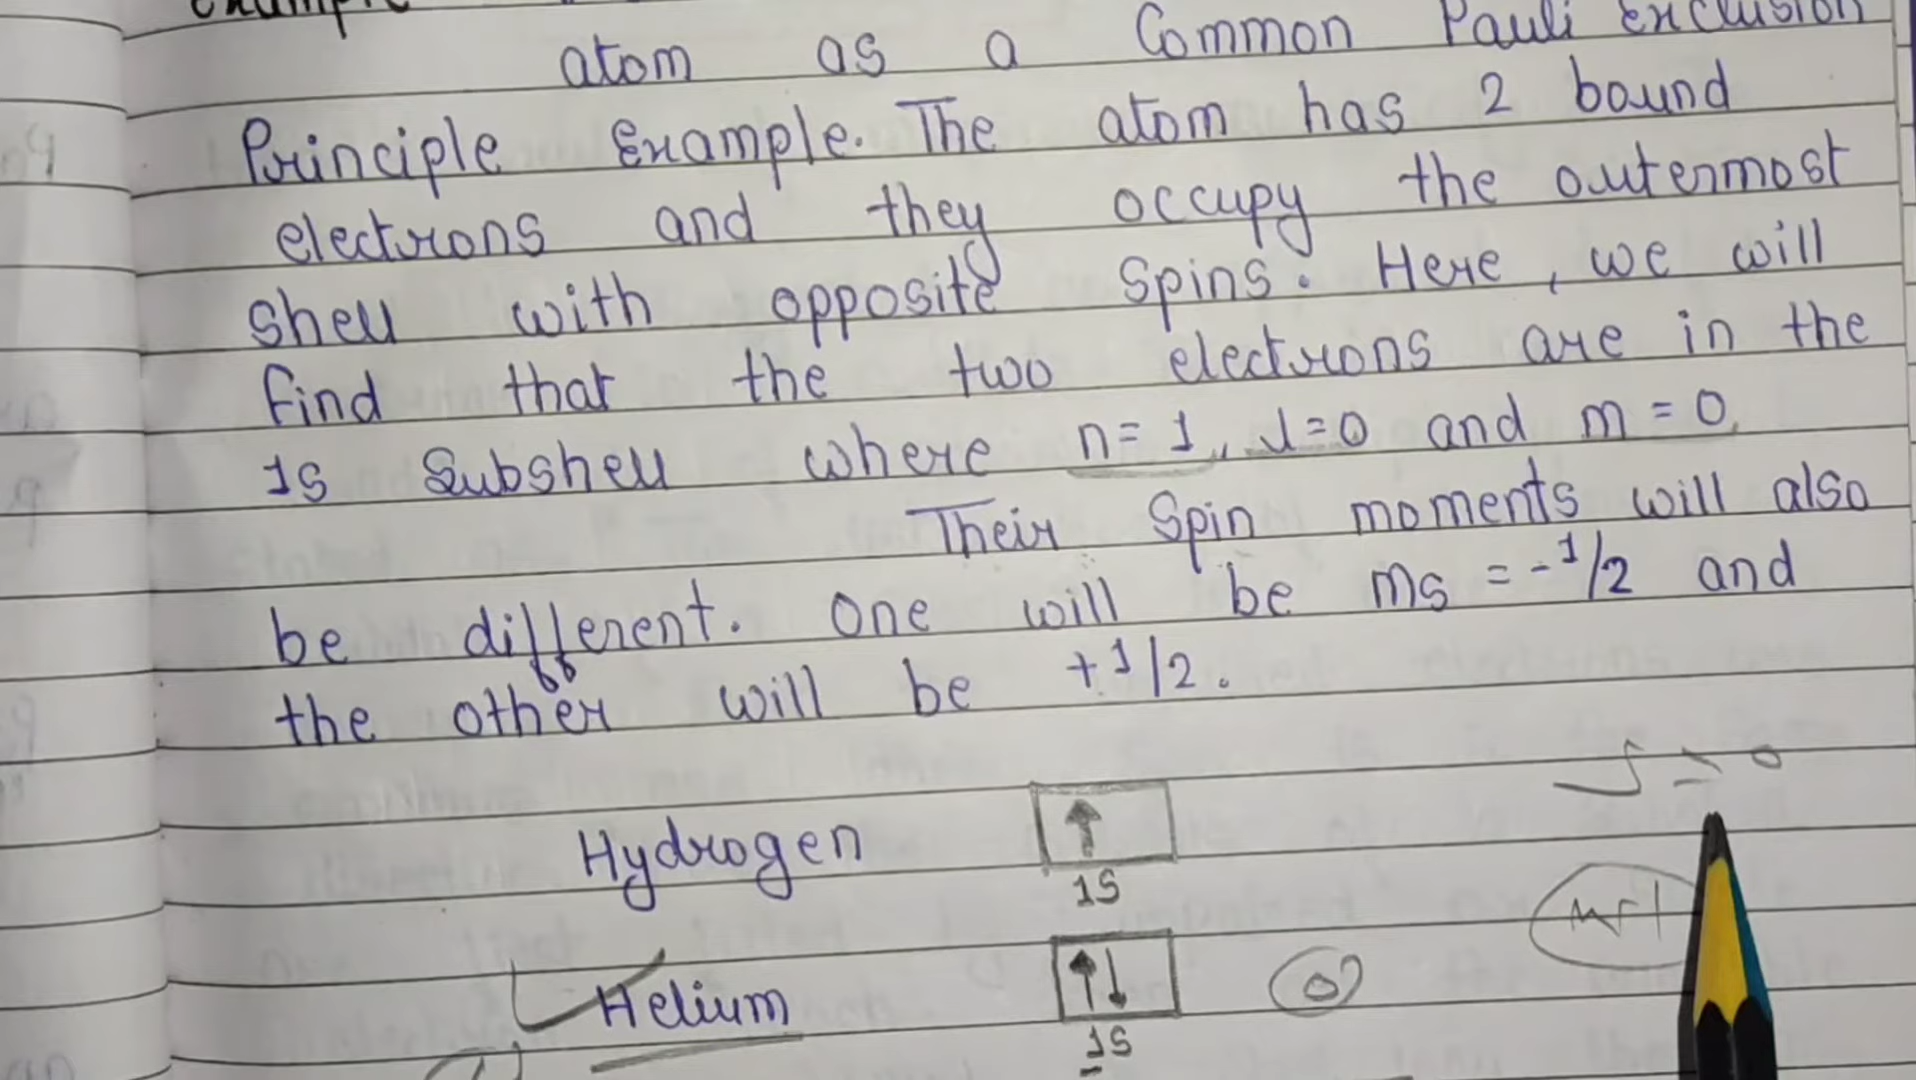 Example
atom as a Common Pauli Exclusion
Principle Example. The atom has 2 bound
electrons and they occupy the outermost
shell with opposite spins. Here, we will
find that the two electrons are in the
1s Subshell where n=1, l=0 and m=0.
Their Spin moments will also
be different. One will be ms = -1/2 and
the other will be +1/2.
Hydrogen ↑
1S
Helium ↑↓
1S